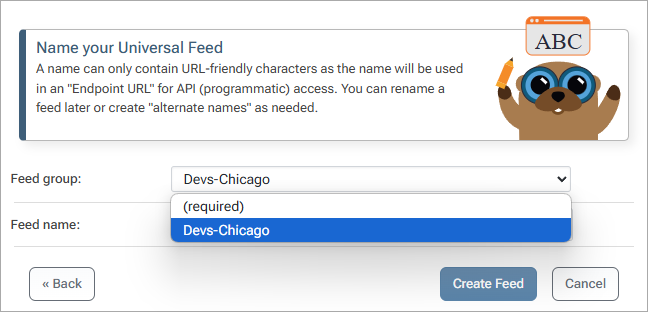 ABC
Name your Universal Feed
A name can only contain URL-friendly characters as the name will be used
in an "Endpoint URL" for API (programmatic) access. You can rename a
feed later or create "alternate names" as needed.
Feed group:
Devs-Chicago
(required)
Feed name:
Devs-Chicago
« Back
Create Feed
Cancel